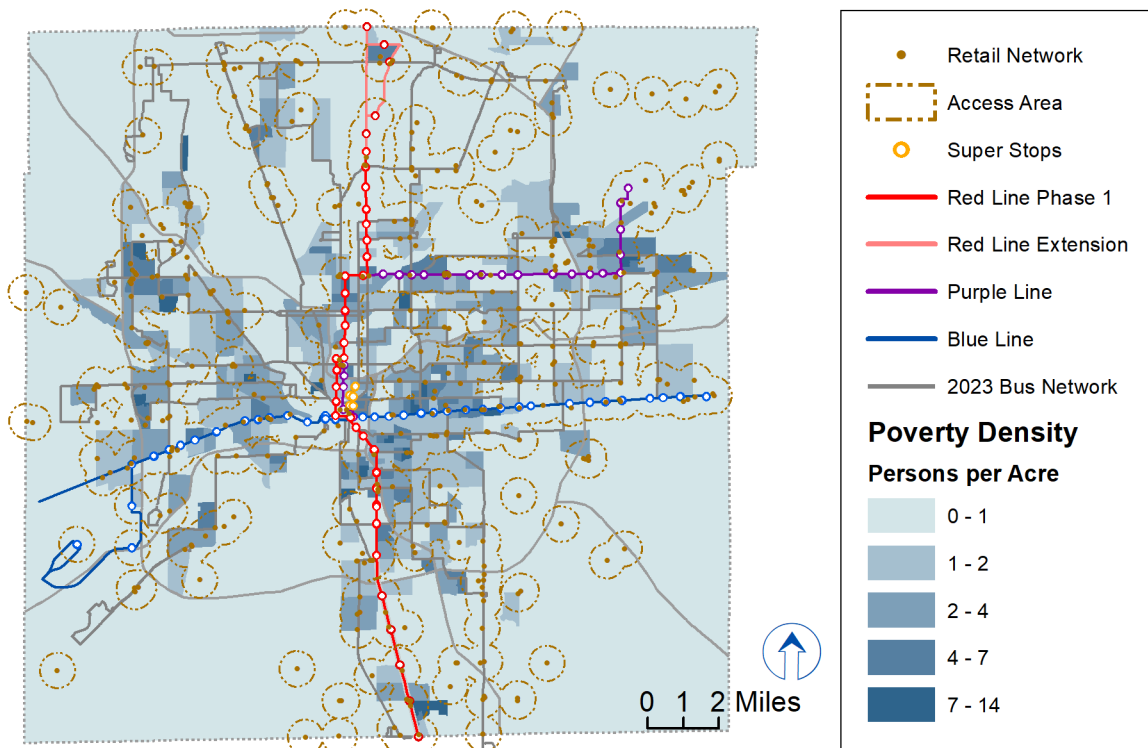 Retail Network
Access Area
Super Stops
Red Line Phase 1
Red Line Extension
Purple Line
Blue Line
2023 Bus Network
Poverty Density
Persons per Acre
0 - 1
1 - 2
2 - 4
4 - 7
7 - 14
0 1 2 Miles